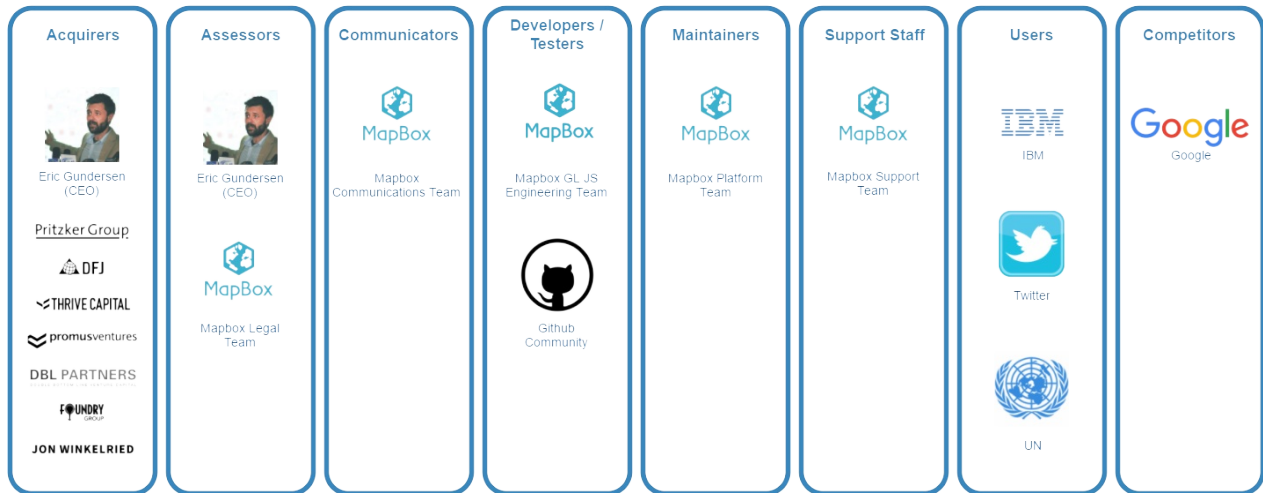 Acquirers
Eric Gundersen
(CEO)
Pritzker Group
DFJ
THRIVE CAPITAL
promusventures
DBL PARTNERS
FOUNDRY
GROUP
JON WINKELRIED
Assessors
Eric Gundersen
(CEO)
MapBox
Mapbox Legal
Team
Communicators
MapBox
Mapbox
Communications Team
Developers /
Testers
MapBox
Mapbox GL JS
Engineering Team
Github
Community
Maintainers
MapBox
Mapbox Platform
Team
Support Staff
MapBox
Mapbox Support
Team
Users
IBM
IBM
Twitter
UN
Competitors
Google
Google